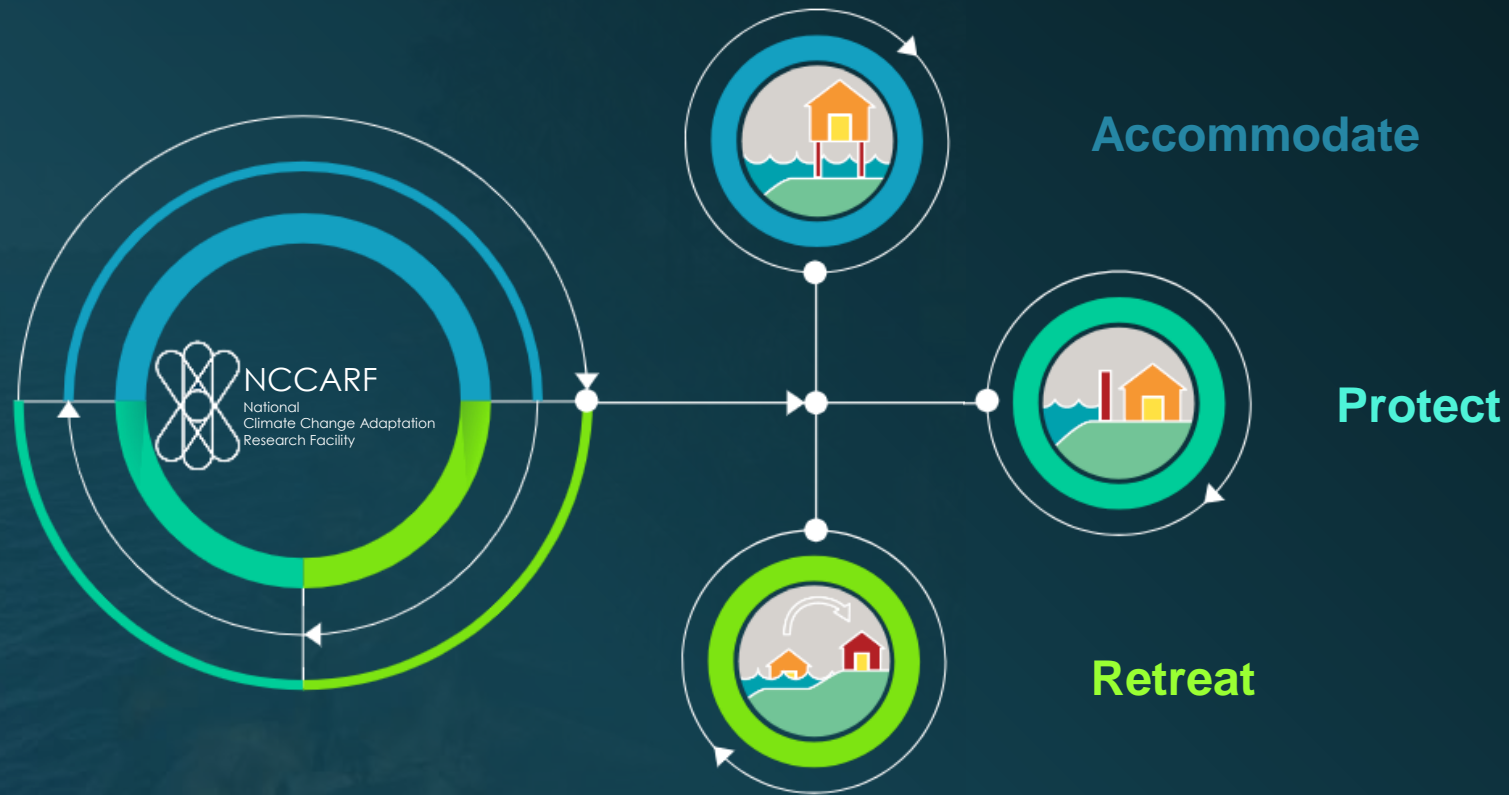 NCCARF
National
Climate Change Adaptation
Research Facility
Accommodate
Protect
Retreat